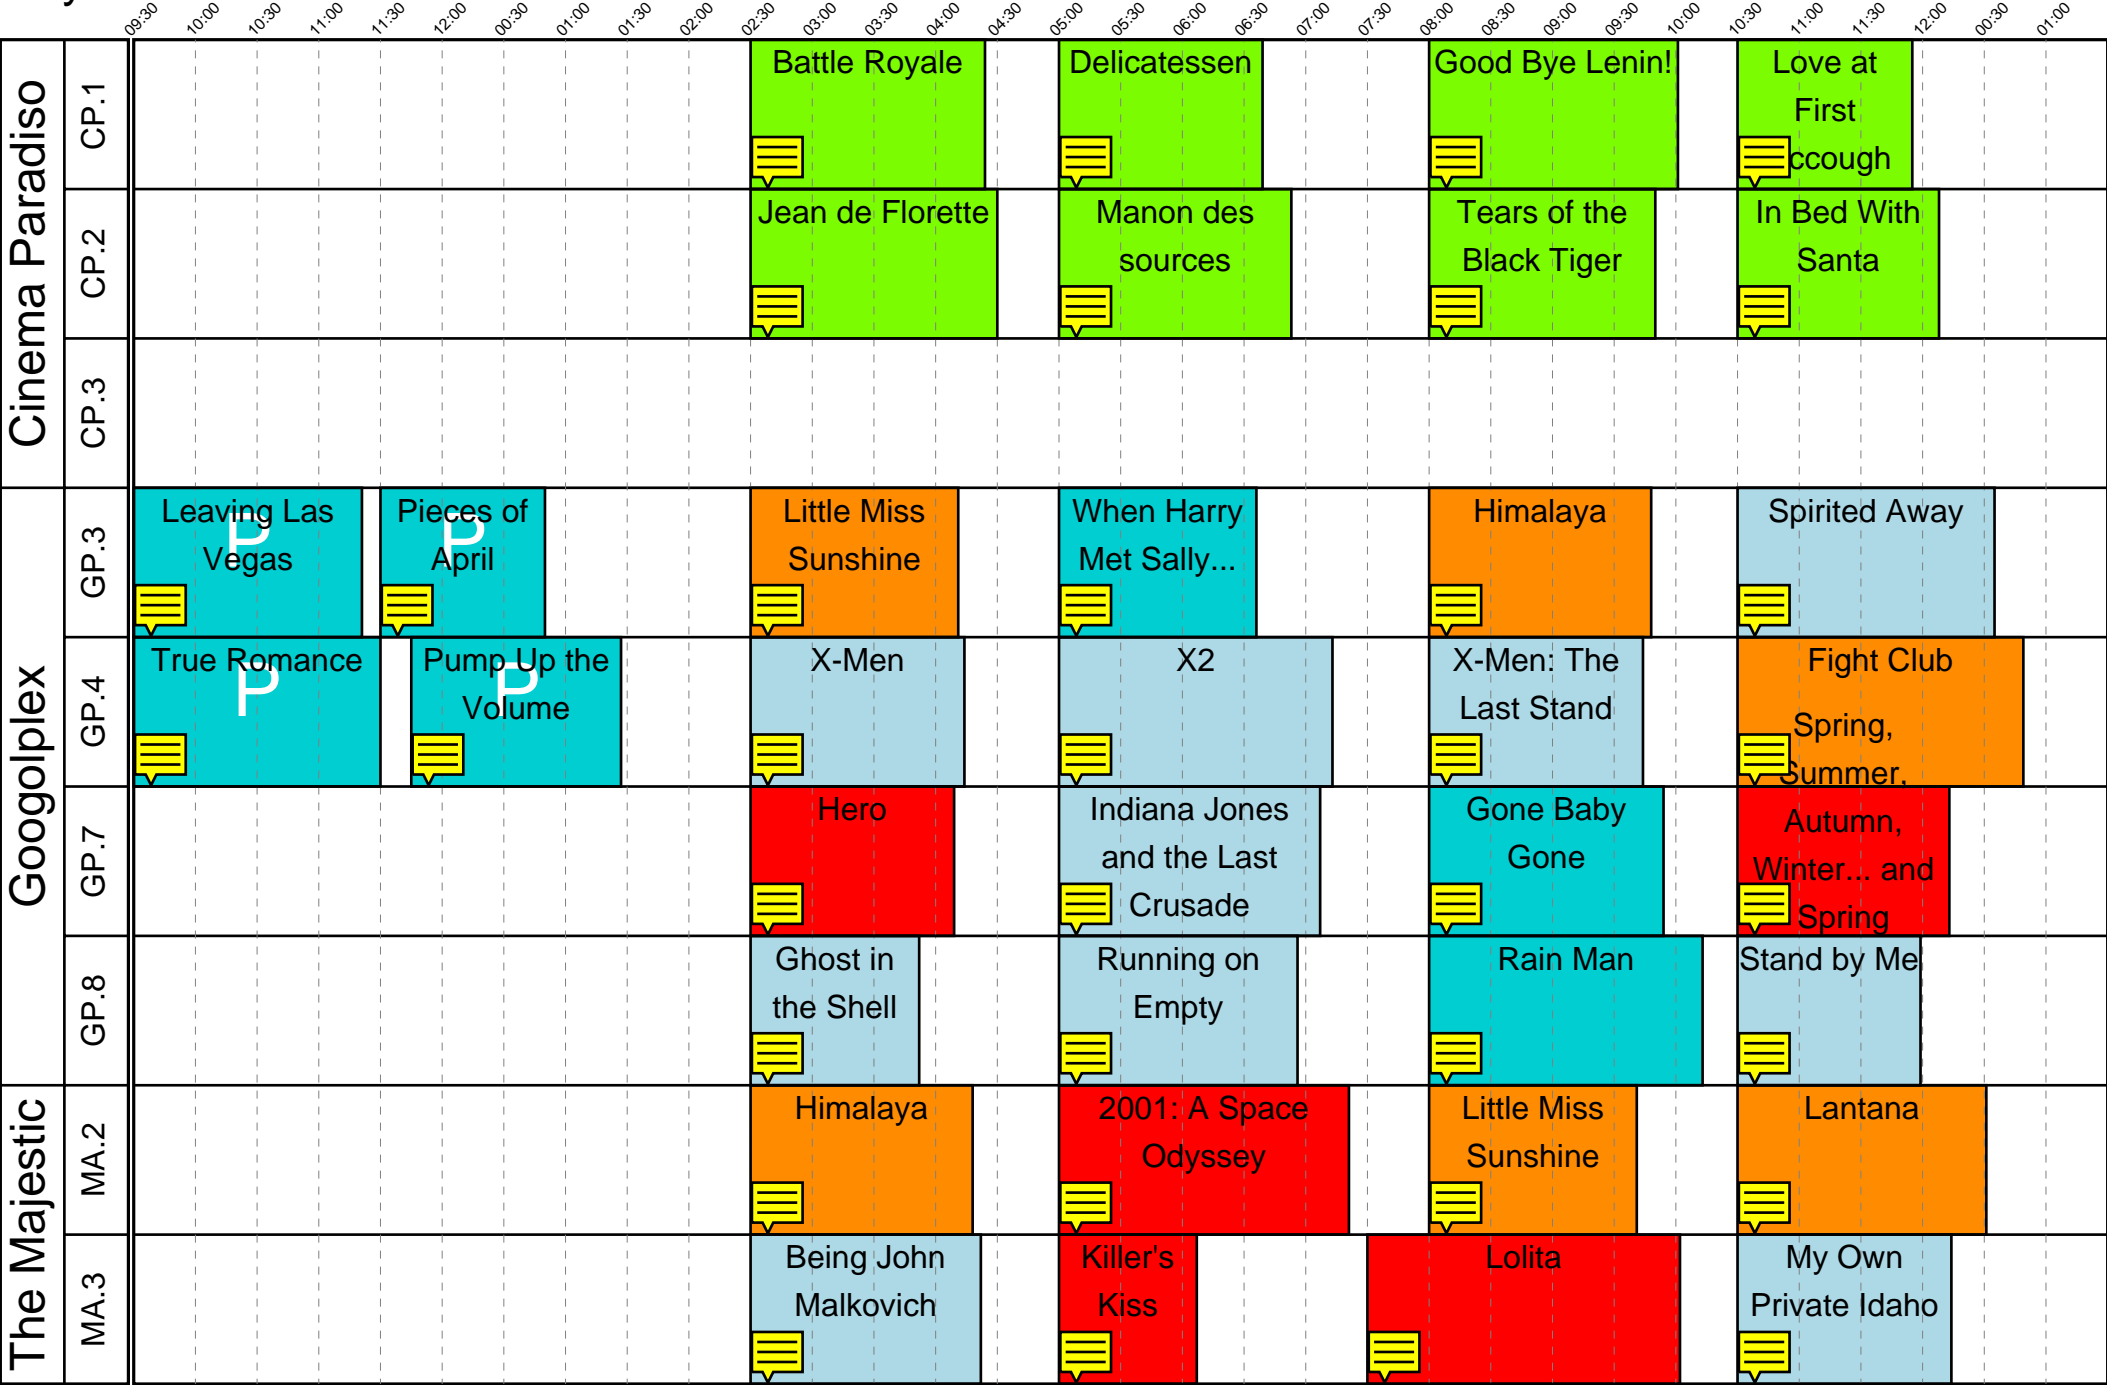 09:30 10:00 10:30 11:00 11:30 12:00 00:30 01:00 01:30 02:00 02:30 03:00 03:30 04:00 04:30 05:00 05:30 06:00 06:30 07:00 07:30 08:00 08:30 09:00 09:30 10:00 10:30 11:00 11:30 12:00 00:30 01:00
Cinema Paradiso
CP.1
Battle Royale
Delicatessen
Good Bye Lenin!
Love at
First
ccough
CP.2
Jean de Florette
Manon des
sources
Tears of the
Black Tiger
In Bed With
Santa
CP.3
Googolplex
GP.3
Leaving Las
Vegas
P
Pieces of
April
P
Little Miss
Sunshine
When Harry
Met Sally...
Himalaya
Spirited Away
GP.4
True Romance
P
Pump Up the
Volume
P
X-Men
X2
X-Men: The
Last Stand
Fight Club
GP.7
Hero
Indiana Jones
and the Last
Crusade
Gone Baby
Gone
Spring,
Summer,
Autumn,
Winter... and
Spring
GP.8
Ghost in
the Shell
Running on
Empty
Rain Man
Stand by Me
The Majestic
MA.2
Himalaya
2001: A Space
Odyssey
Little Miss
Sunshine
Lantana
MA.3
Being John
Malkovich
Killer's
Kiss
Lolita
My Own
Private Idaho